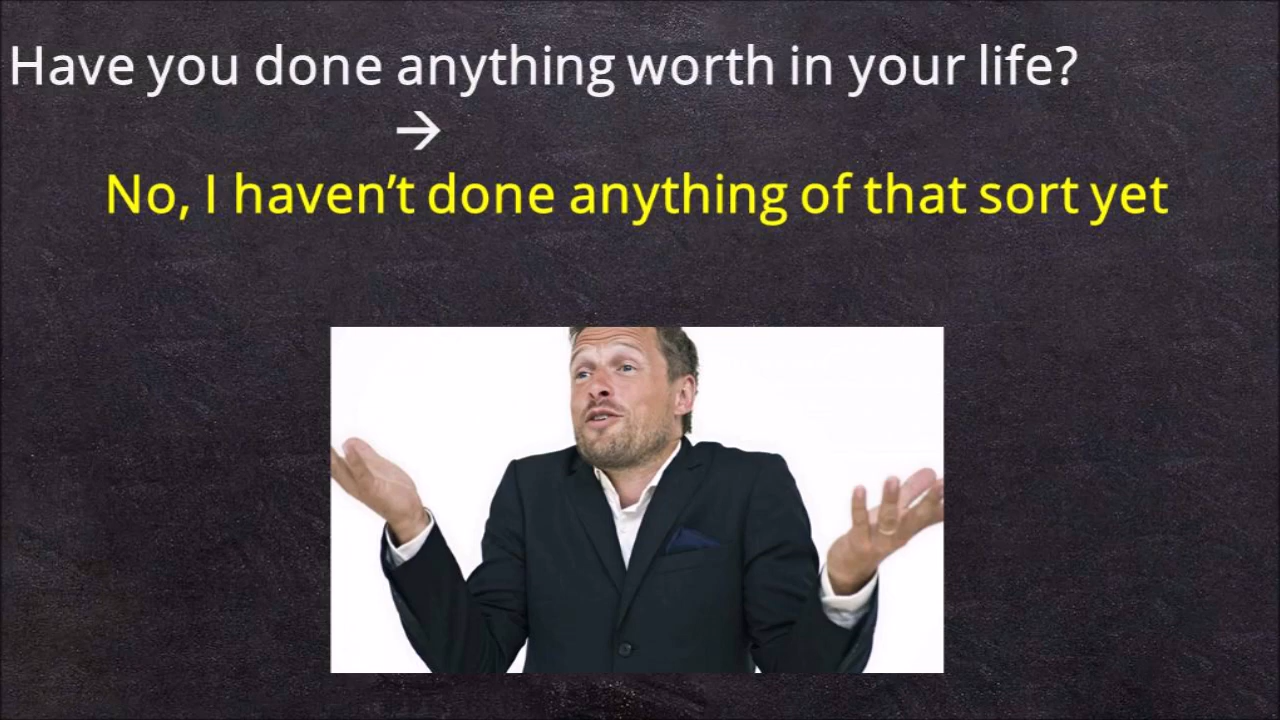 Have you done anything worth in your life?
→
No, I haven’t done anything of that sort yet